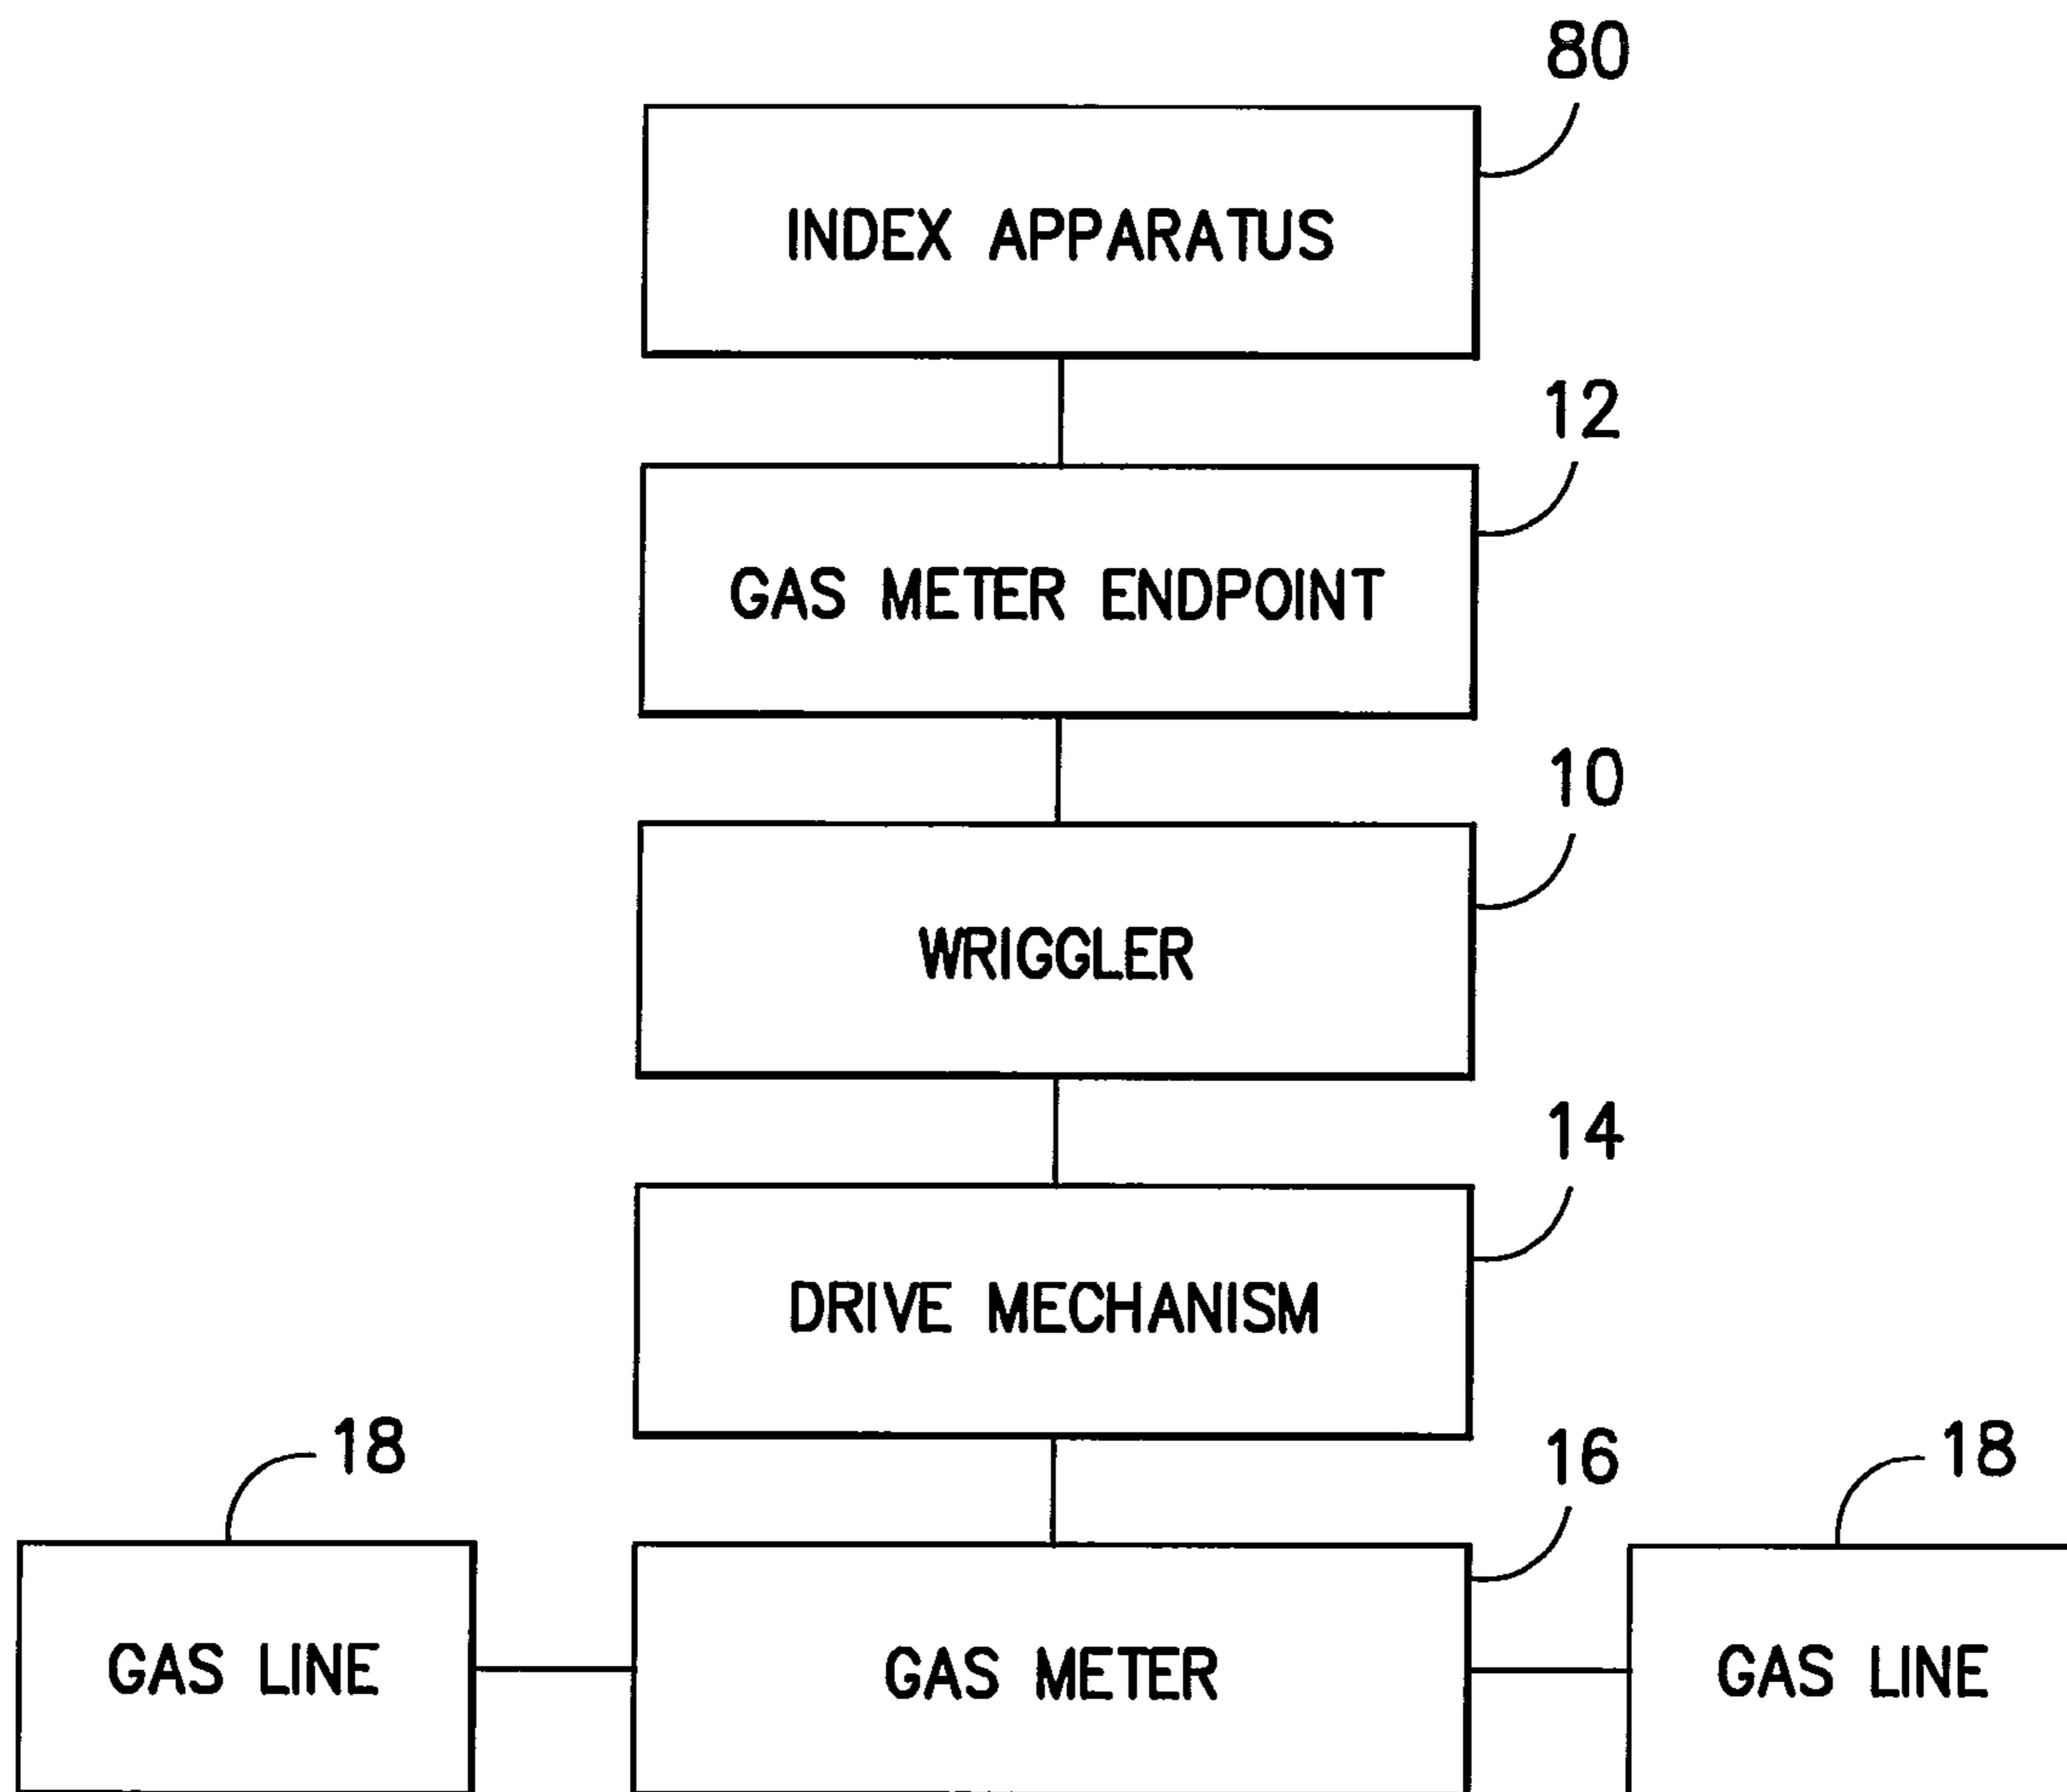 80
INDEX APPARATUS
12
GAS METER ENDPOINT
10
WRIGGLER
14
DRIVE MECHANISM
18
16
18
GAS LINE
GAS METER
GAS LINE